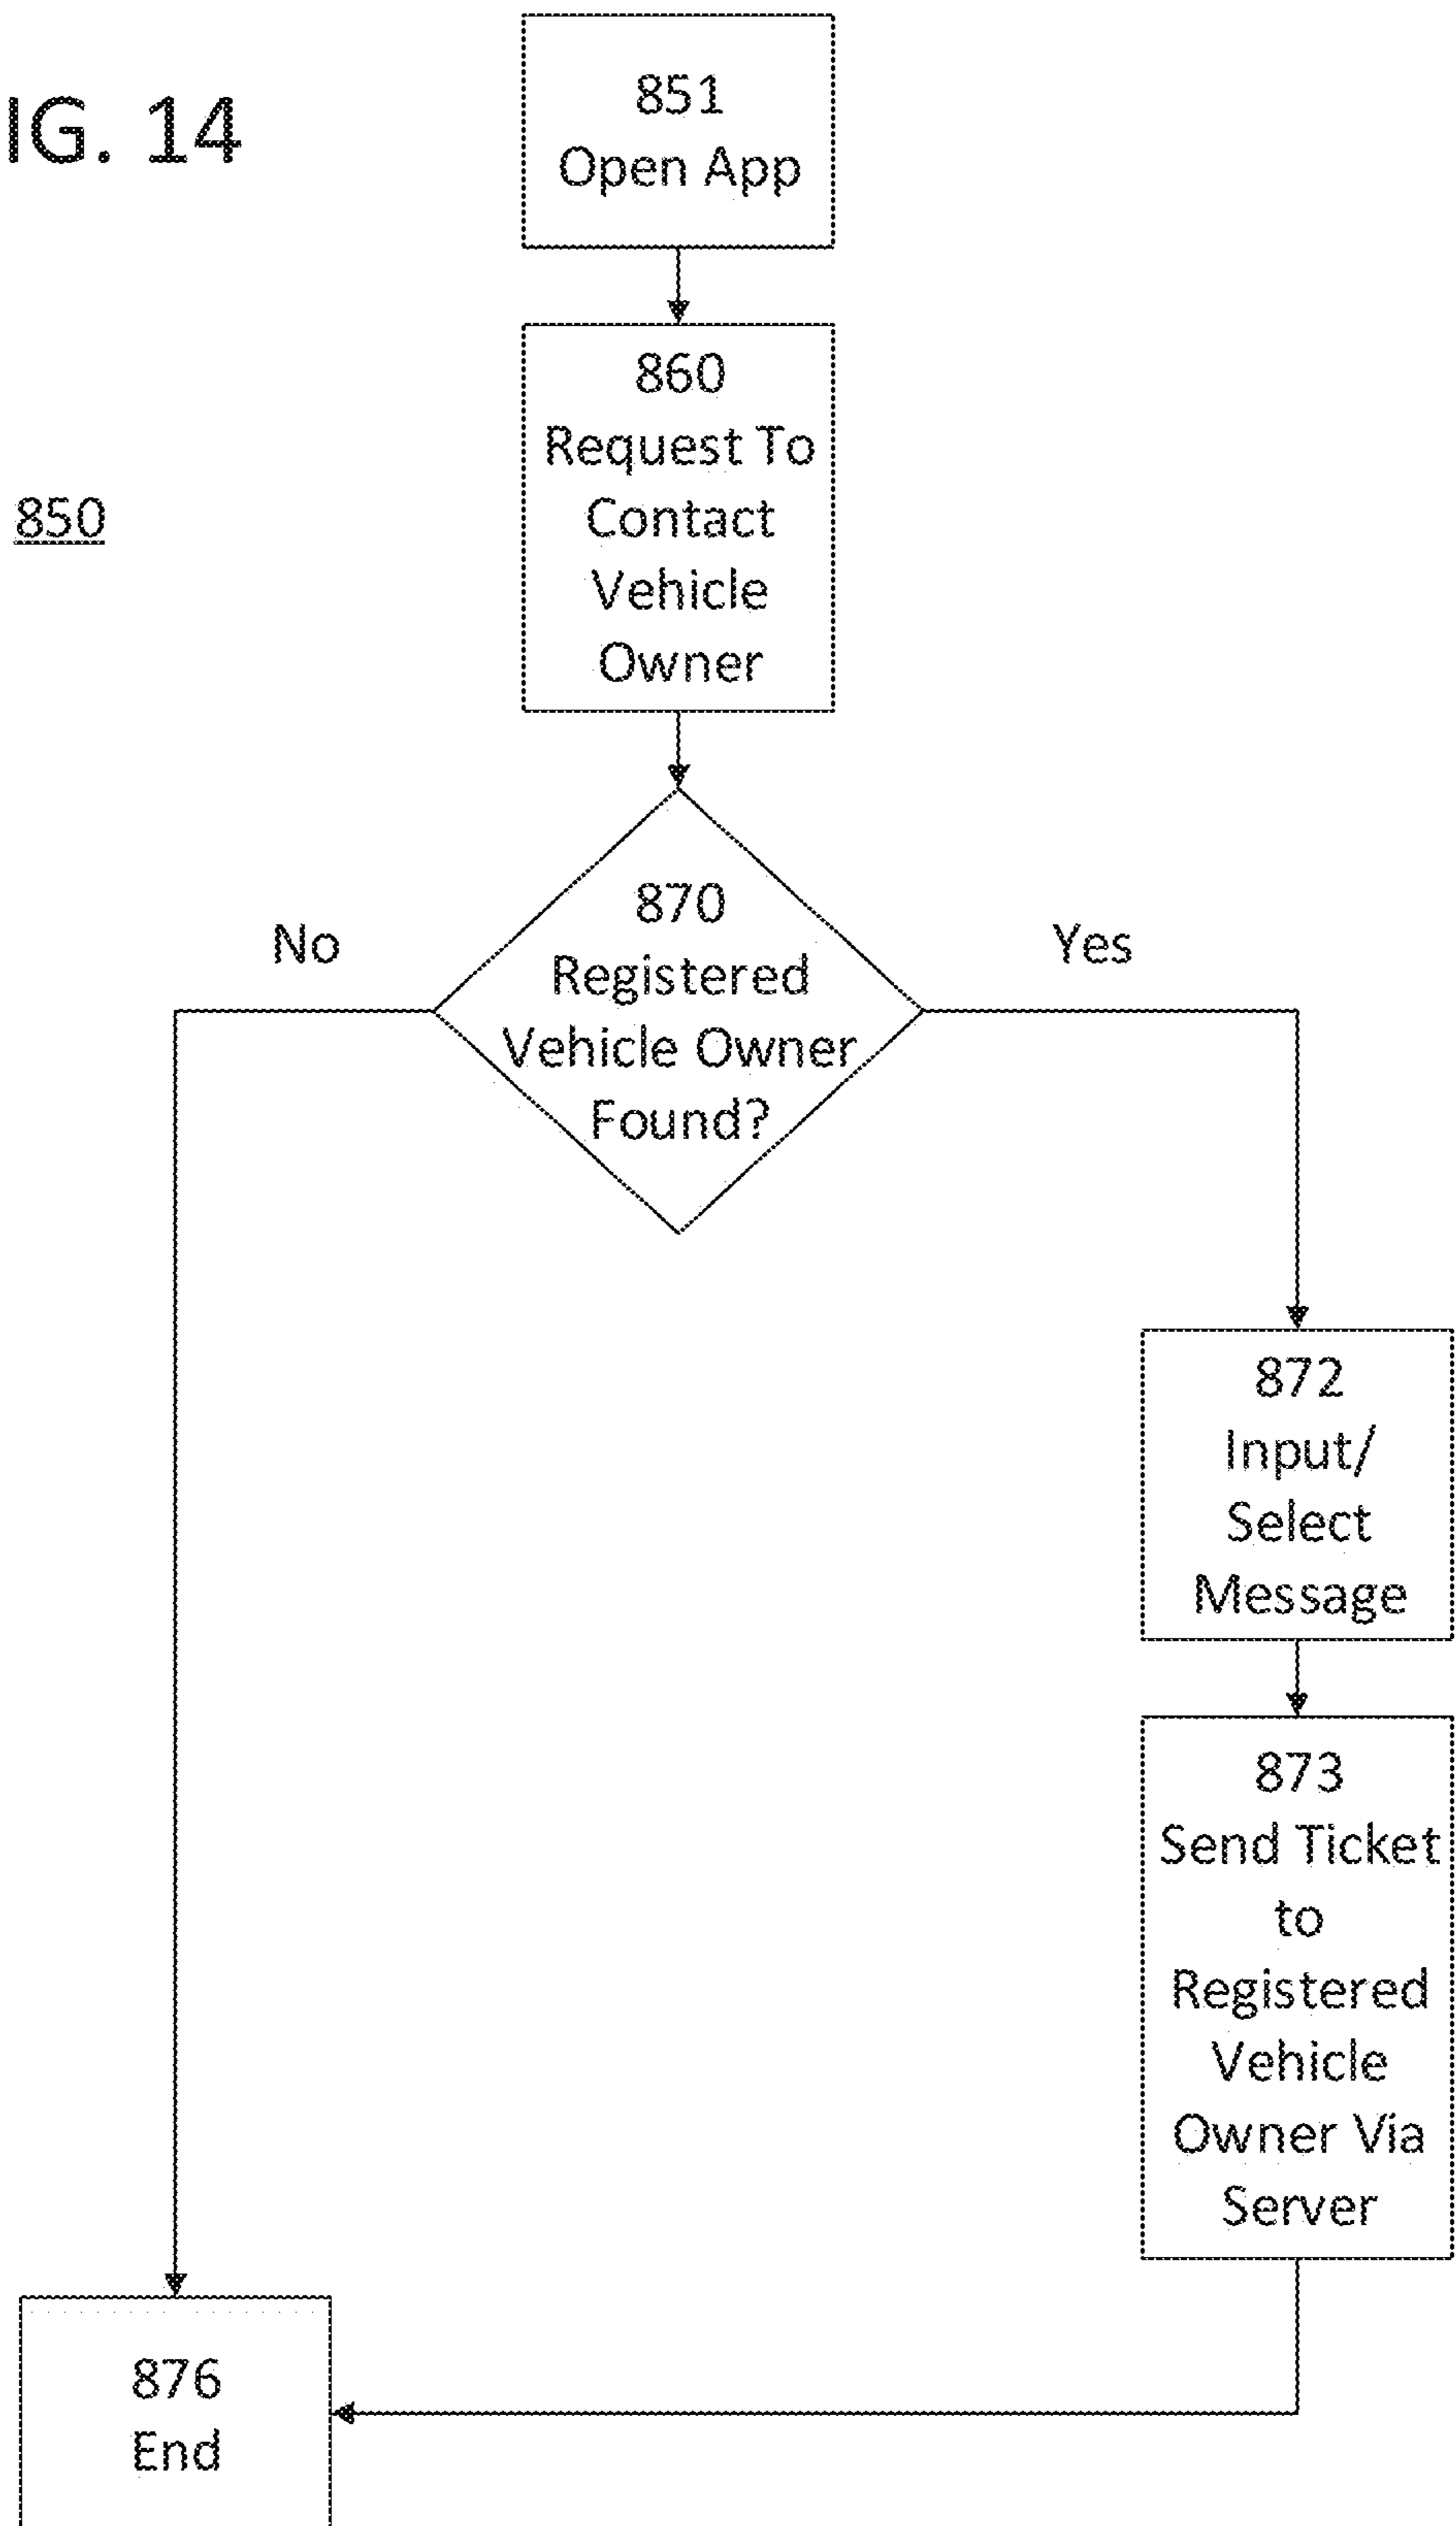 IG. 14
851
Open App
860
Request To
Contact
Vehicle
Owner
850
870
Registered
Vehicle Owner
Found?
No
Yes
872
Input/
Select
Message
873
Send Ticket
to
Registered
Vehicle
Owner Via
Server
876
End